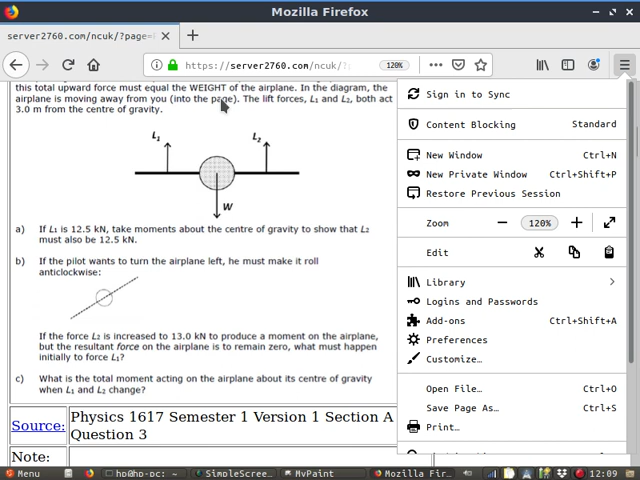 Mozilla Firefox
server2760.com/ncuk/?page=
https://server2760.com/ncuk/?
120%
this total upward force must equal the WEIGHT of the airplane. In the diagram, the
airplane is moving away from you (into the page). The lift forces, L1 and L2, both act
3.0 m from the centre of gravity.
L1
L2
W
a) If L1 is 12.5 kN, take moments about the centre of gravity to show that L2
must also be 12.5 kN.
b) If the pilot wants to turn the airplane left, he must make it roll
anticlockwise:
If the force L2 is increased to 13.0 kN to produce a moment on the airplane,
but the resultant force on the airplane is to remain zero, what must happen
initially to force L1?
c) What is the total moment acting on the airplane about its centre of gravity
when L1 and L2 change?
Source: Physics 1617 Semester 1 Version 1 Section A
Question 3
Note:
Sign in to Sync
Content Blocking Standard
New Window Ctrl+N
New Private Window Ctrl+Shift+P
Restore Previous Session
Zoom 120%
Edit
Library
Logins and Passwords
Add-ons Ctrl+Shift+A
Preferences
Customize…
Open File… Ctrl+O
Save Page As… Ctrl+S
Print…
Menu hp@hp-pc: ~ SimpleScree MvPaint Mozilla Fir… 12:09